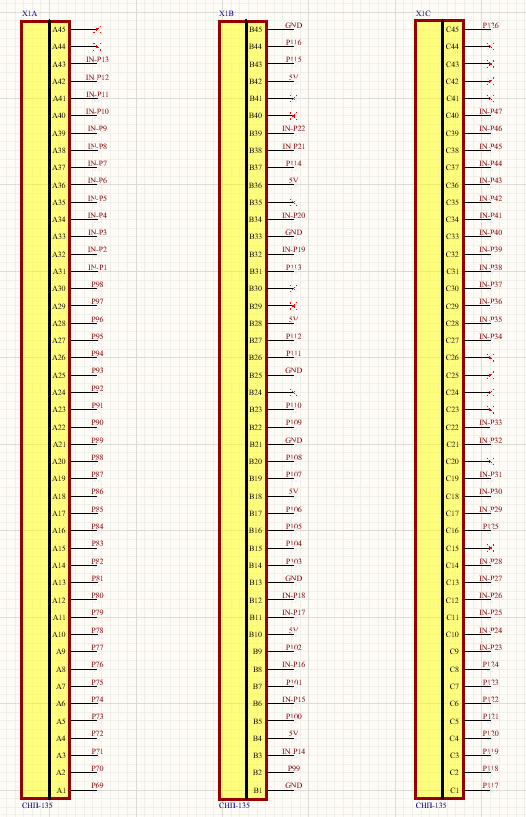 X1A
A45
A44
A43 IN-P13
A42 IN-P12
A41 IN-P11
A40 IN-P10
A39 IN-P9
A38 IN-P8
A37 IN-P7
A36 IN-P6
A35 IN-P5
A34 IN-P4
A33 IN-P3
A32 IN-P2
A31 IN-P1
A30 P98
A29 P97
A28 P96
A27 P95
A26 P94
A25 P93
A24 P92
A23 P91
A22 P90
A21 P89
A20 P88
A19 P87
A18 P86
A17 P85
A16 P84
A15 P83
A14 P82
A13 P81
A12 P80
A11 P79
A10 P78
A9 P77
A8 P76
A7 P75
A6 P74
A5 P73
A4 P72
A3 P71
A2 P70
A1 P69
СНП-135
X1B
B45 GND
B44 P116
B43 P115
B42 5V
B41
B40
B39 IN-P22
B38 IN-P21
B37 P114
B36 5V
B35
B34 IN-P20
B33 GND
B32 IN-P19
B31 P113
B30
B29
B28 5V
B27 P112
B26 P111
B25 GND
B24
B23 P110
B22 P109
B21 GND
B20 P108
B19 P107
B18 5V
B17 P106
B16 P105
B15 P104
B14 P103
B13 GND
B12 IN-P18
B11 IN-P17
B10 5V
B9 P102
B8 IN-P16
B7 P101
B6 IN-P15
B5 P100
B4 5V
B3 IN-P14
B2 P99
B1 GND
СНП-135
X1C
C45 P126
C44
C43
C42
C41
C40 IN-P47
C39 IN-P46
C38 IN-P45
C37 IN-P44
C36 IN-P43
C35 IN-P42
C34 IN-P41
C33 IN-P40
C32 IN-P39
C31 IN-P38
C30 IN-P37
C29 IN-P36
C28 IN-P35
C27 IN-P34
C26
C25
C24
C23
C22 IN-P33
C21 IN-P32
C20
C19 IN-P31
C18 IN-P30
C17 IN-P29
C16 P125
C15
C14 IN-P28
C13 IN-P27
C12 IN-P26
C11 IN-P25
C10 IN-P24
C9 IN-P23
C8 P124
C7 P123
C6 P122
C5 P121
C4 P120
C3 P119
C2 P118
C1 P117
СНП-135